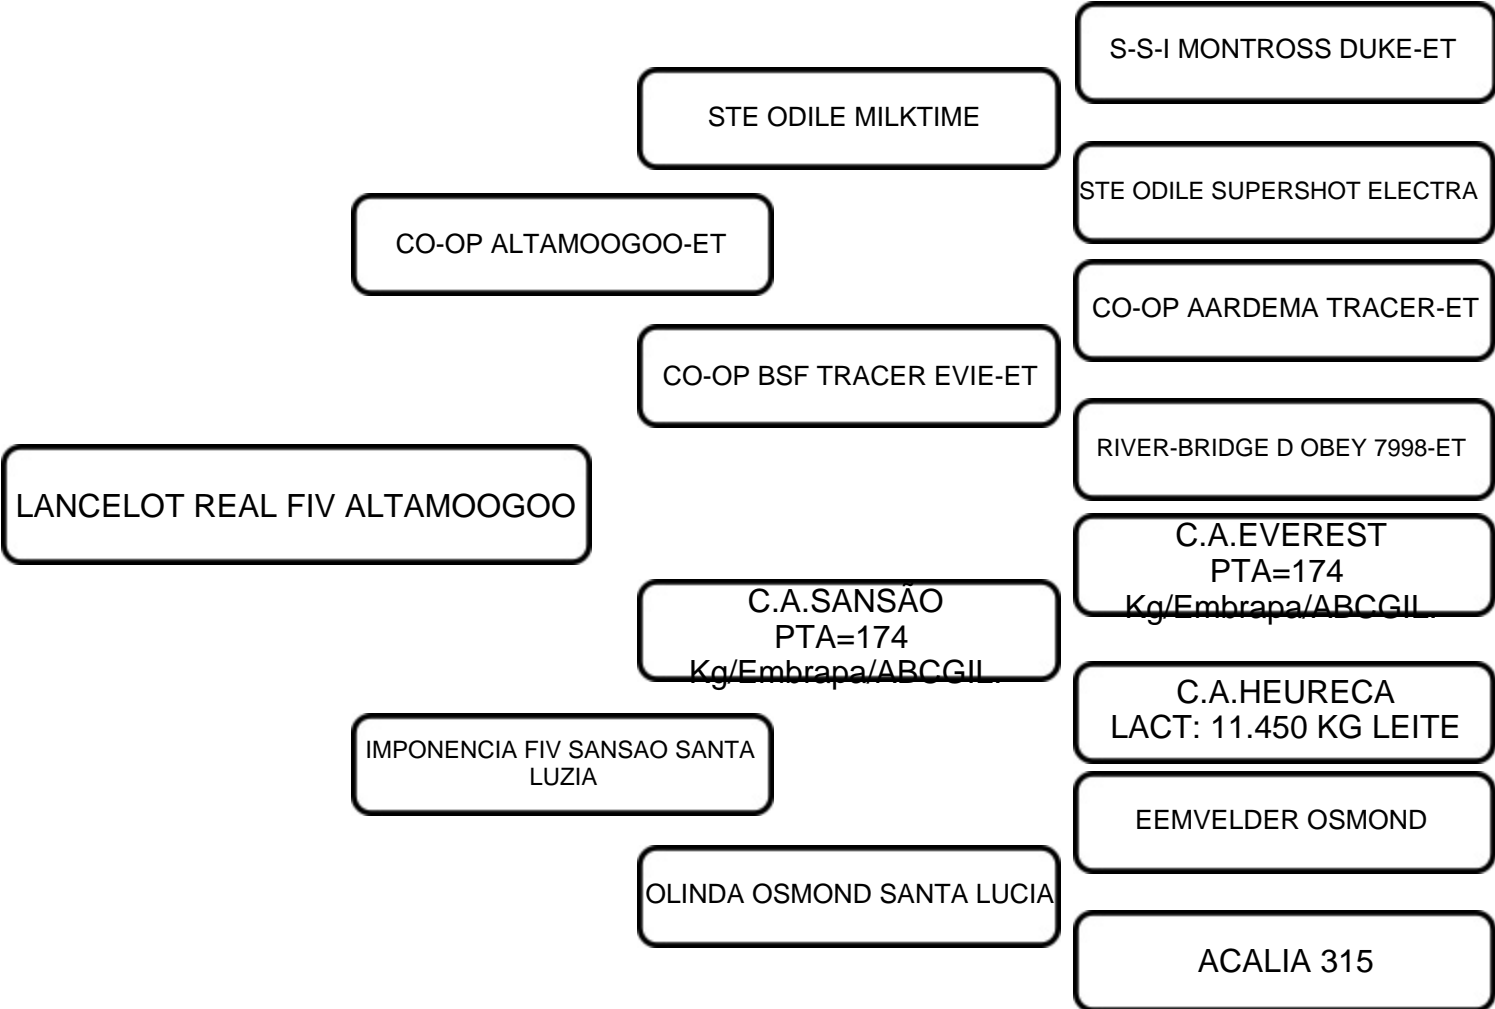 S-S-I MONTROSS DUKE-ET
STE ODILE MILKTIME
STE ODILE SUPERSHOT ELECTRA
CO-OP ALTAMOOGOO-ET
CO-OP AARDEMA TRACER-ET
CO-OP BSF TRACER EVIE-ET
RIVER-BRIDGE D OBEY 7998-ET
LANCELOT REAL FIV ALTAMOOGOO
C.A.EVEREST
PTA=174
Kg/Embrapa/ABCGIL.
C.A.SANSÃO
PTA=174
Kg/Embrapa/ABCGIL.
C.A.HEURECA
LACT: 11.450 KG LEITE
IMPONENCIA FIV SANSAO SANTA
LUZIA
EEMVELDER OSMOND
OLINDA OSMOND SANTA LUCIA
ACALIA 315